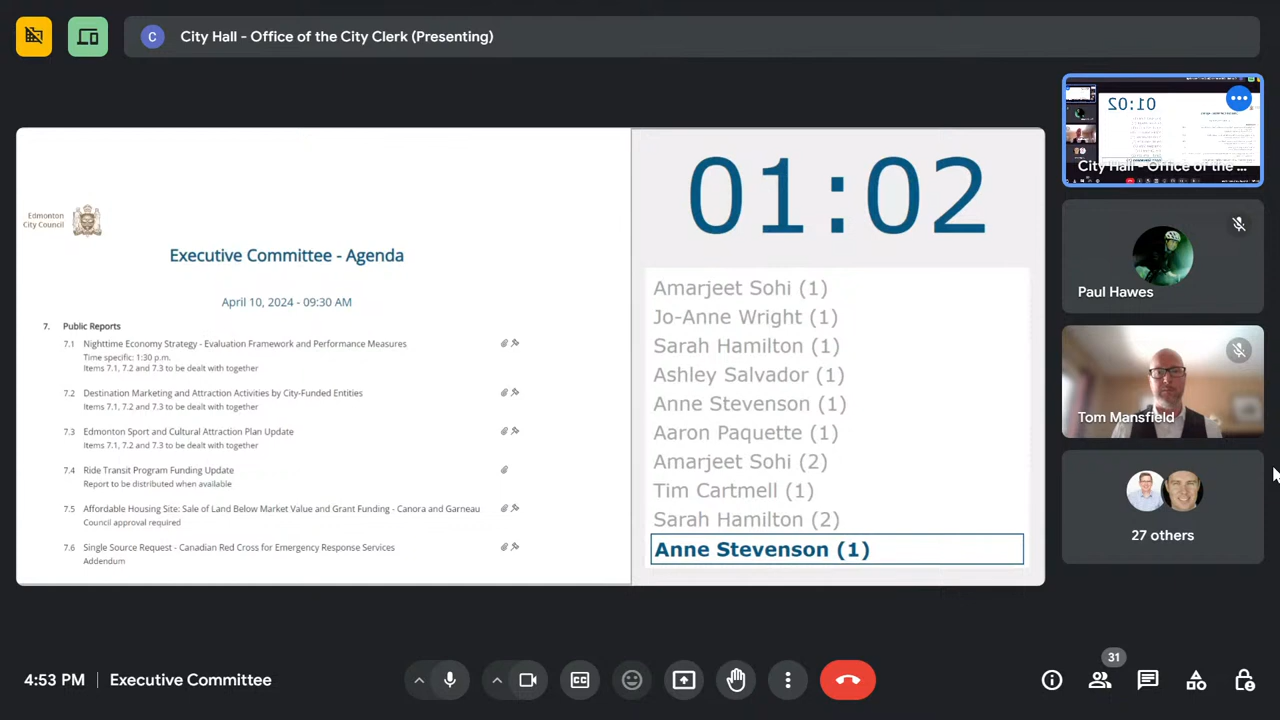 C City Hall - Office of the City Clerk (Presenting)
Edmonton
City Council
Executive Committee - Agenda
April 10, 2024 - 09:30 AM
7. Public Reports
7.1 Nighttime Economy Strategy - Evaluation Framework and Performance Measures
Time specific: 1:30 p.m.
Items 7.1, 7.2 and 7.3 to be dealt with together
7.2 Destination Marketing and Attraction Activities by City-Funded Entities
Items 7.1, 7.2 and 7.3 to be dealt with together
7.3 Edmonton Sport and Cultural Attraction Plan Update
Items 7.1, 7.2 and 7.3 to be dealt with together
7.4 Ride Transit Program Funding Update
Report to be distributed when available
7.5 Affordable Housing Site: Sale of Land Below Market Value and Grant Funding - Canora and Garneau
Council approval required
7.6 Single Source Request - Canadian Red Cross for Emergency Response Services
Addendum
01:02
Amarjeet Sohi (1)
Jo-Anne Wright (1)
Sarah Hamilton (1)
Ashley Salvador (1)
Anne Stevenson (1)
Aaron Paquette (1)
Amarjeet Sohi (2)
Tim Cartmell (1)
Sarah Hamilton (2)
Anne Stevenson (1)
01:02
City Hall - Office of the ...
Paul Hawes
Tom Mansfield
27 others
4:53 PM | Executive Committee
31